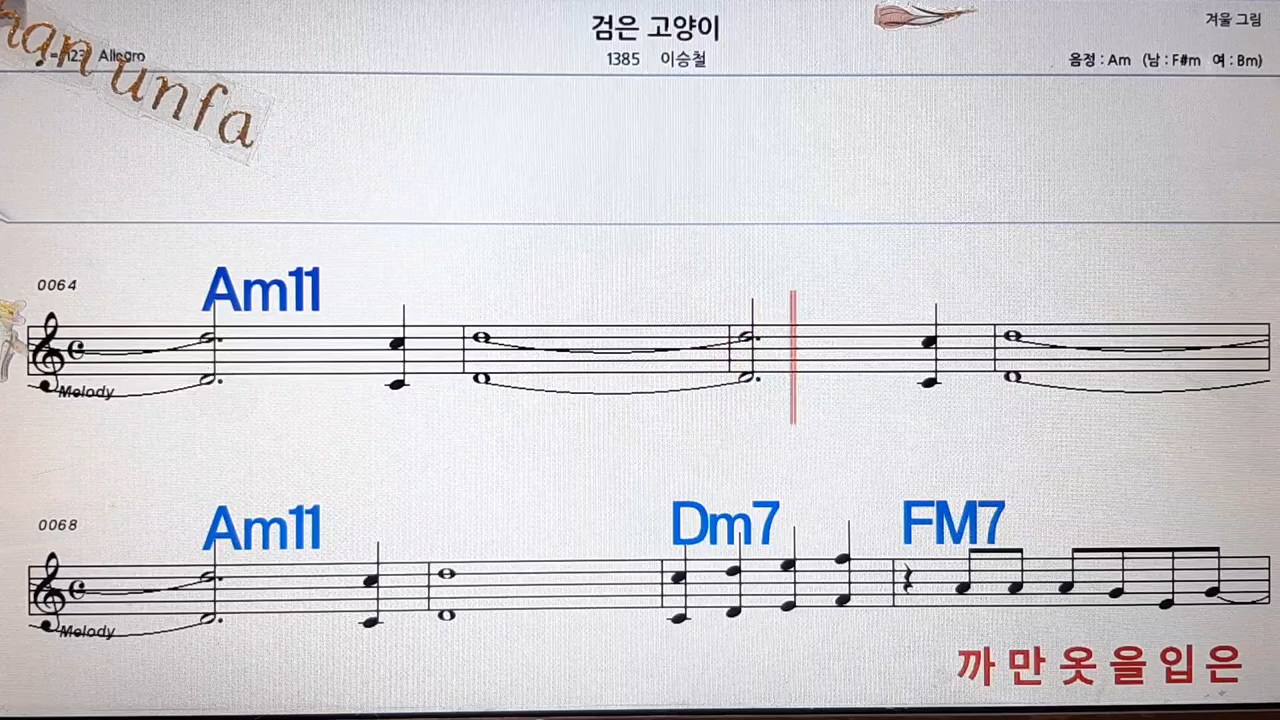 검은 고양이
겨울 그림
1385 이승철
Allegro
음정 : Am (남 : F#m 여 : Bm)
unfa
0064
Am11
Melody
0068
Am11 Dm7 FM7
Melody
까 만 옷 을 입 은